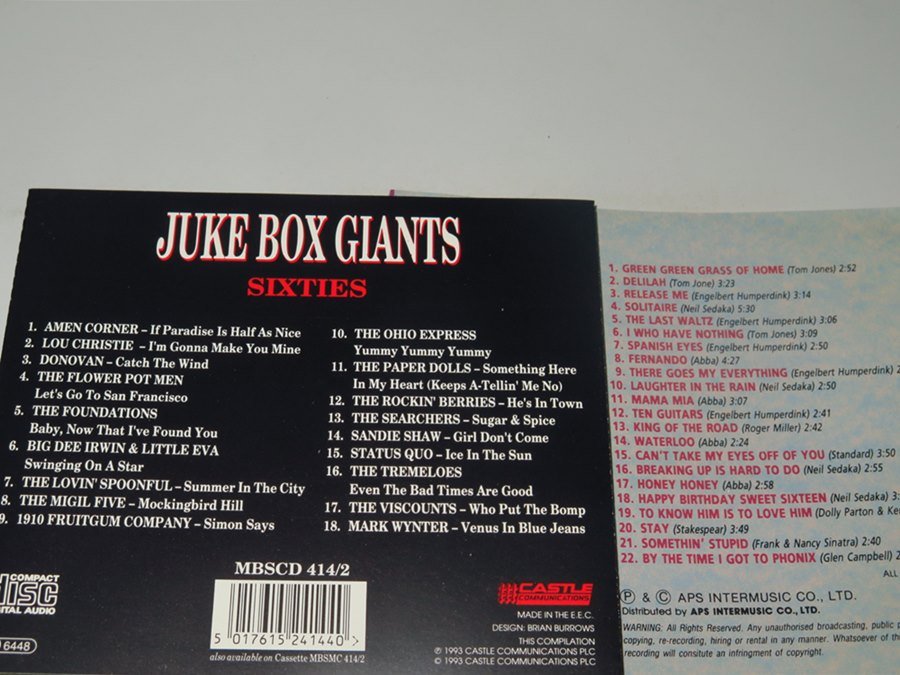 JUKE BOX GIANTS
SIXTIES
1. AMEN CORNER – If Paradise Is Half As Nice
2. LOU CHRISTIE – I'm Gonna Make You Mine
3. DONOVAN – Catch The Wind
4. THE FLOWER POT MEN
Let's Go To San Francisco
5. THE FOUNDATIONS
Baby, Now That I've Found You
6. BIG DEE IRWIN & LITTLE EVA
Swinging On A Star
7. THE LOVIN' SPOONFUL – Summer In The City
8. THE MIGIL FIVE – Mockingbird Hill
9. 1910 FRUITGUM COMPANY – Simon Says
10. THE OHIO EXPRESS
Yummy Yummy Yummy
11. THE PAPER DOLLS – Something Here
In My Heart (Keeps A-Tellin' Me No)
12. THE ROCKIN' BERRIES – He's In Town
13. THE SEARCHERS – Sugar & Spice
14. SANDIE SHAW – Girl Don't Come
15. STATUS QUO – Ice In The Sun
16. THE TREMELOES
Even The Bad Times Are Good
17. THE VISCOUNTS – Who Put The Bomp
18. MARK WYNTER – Venus In Blue Jeans
COMPACT
disc
DIGITAL AUDIO
6448
MBSCD 414/2
5 017615 241440 >
also available on Cassette MBSMC 414/2
CASTLE
COMMUNICATIONS
MADE IN THE E.E.C.
DESIGN: BRIAN BURROWS
THIS COMPILATION
℗ 1993 CASTLE COMMUNICATIONS PLC
© 1993 CASTLE COMMUNICATIONS PLC
1. GREEN GREEN GRASS OF HOME (Tom Jones) 2:52
2. DELILAH (Tom Jone) 3:23
3. RELEASE ME (Engelbert Humperdink) 3:14
4. SOLITAIRE (Neil Sedaka) 5:30
5. THE LAST WALTZ (Engelbert Humperdink) 3:06
6. I WHO HAVE NOTHING (Tom Jones) 3:09
7. SPANISH EYES (Engelbert Humperdink) 2:50
8. FERNANDO (Abba) 4:27
9. THERE GOES MY EVERYTHING (Engelbert Humperdink) 2
10. LAUGHTER IN THE RAIN (Neil Sedaka) 2:50
11. MAMA MIA (Abba) 3:07
12. TEN GUITARS (Engelbert Humperdink) 2:41
13. KING OF THE ROAD (Roger Miller) 2:42
14. WATERLOO (Abba) 2:24
15. CAN'T TAKE MY EYES OFF OF YOU (Standard) 3:50
16. BREAKING UP IS HARD TO DO (Neil Sedaka) 2:55
17. HONEY HONEY (Abba) 2:58
18. HAPPY BIRTHDAY SWEET SIXTEEN (Neil Sedaka) 3:
19. TO KNOW HIM IS TO LOVE HIM (Dolly Parton & Ke
20. STAY (Stakespear) 3:49
21. SOMETHIN' STUPID (Frank & Nancy Sinatra) 2:40
22. BY THE TIME I GOT TO PHONIX (Glen Campbell) 2
ALL
℗ & © APS INTERMUSIC CO., LTD.
Distributed by APS INTERMUSIC CO., LTD.
WARNING: All Rights Reserved. Any unauthorised broadcasting, public p
copying, re-recording, hiring or rental in any manner. Whatsoever of th
recording will consitute an infringment of copyright.